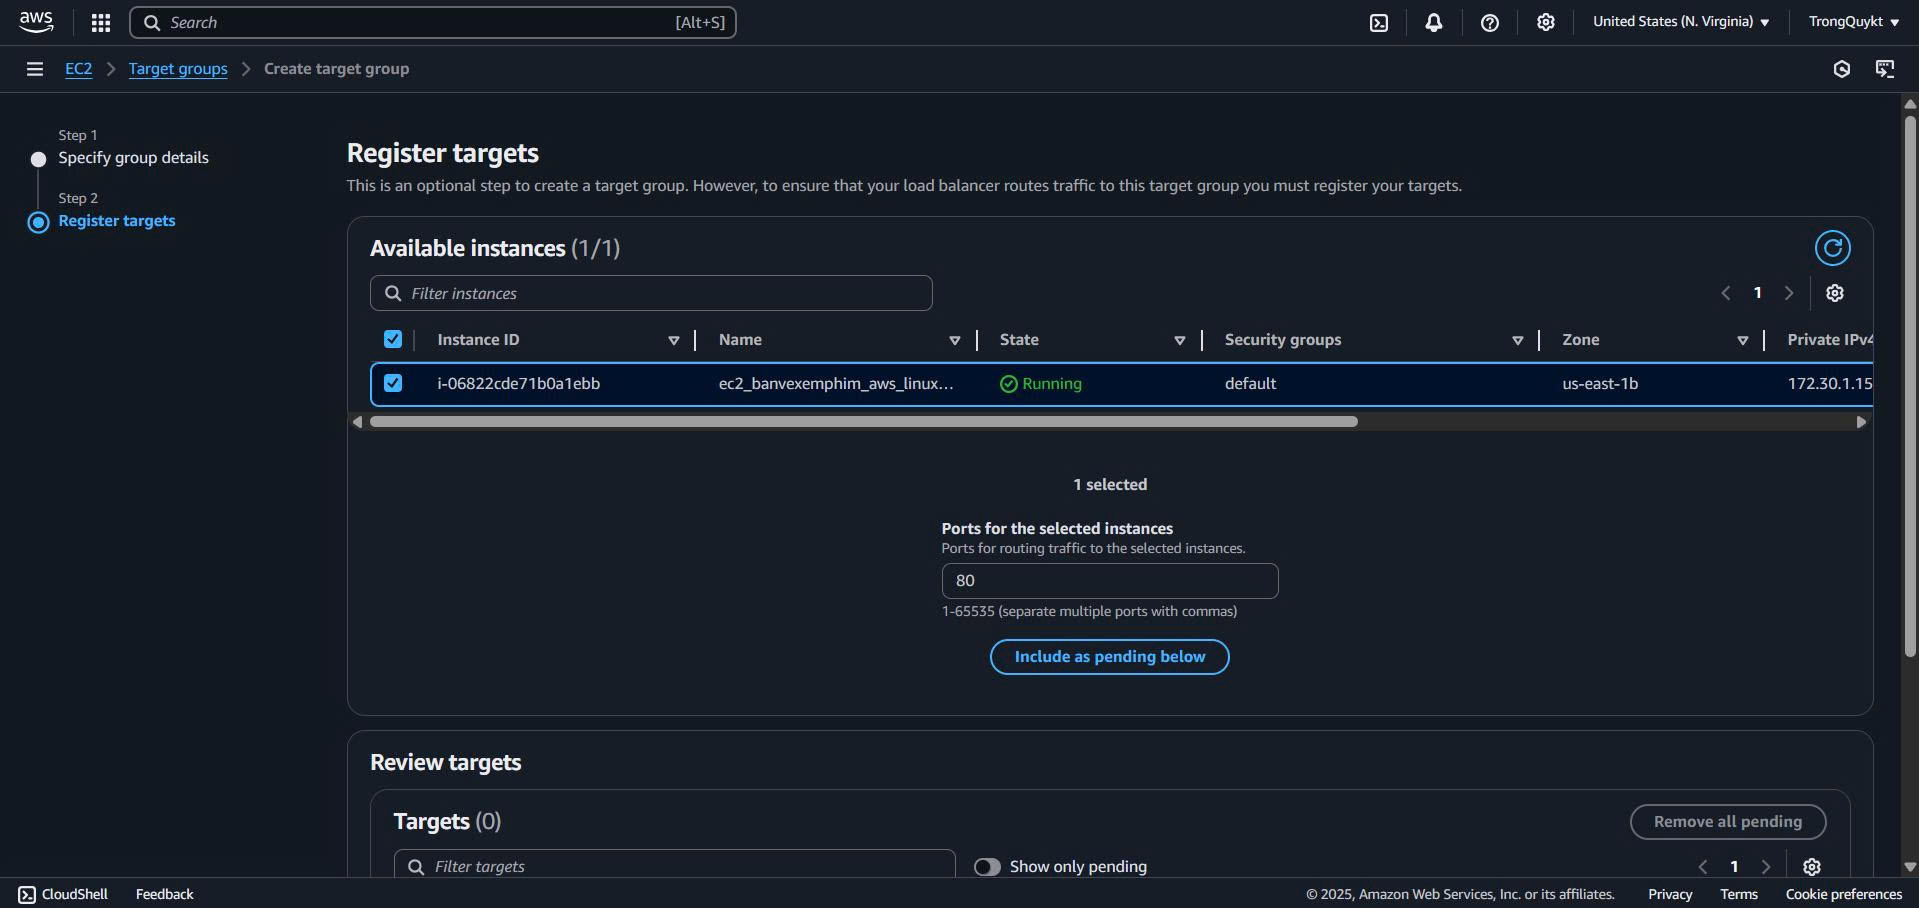 aws
Search [Alt+S]
United States (N. Virginia)
TrongQuykt
EC2
Target groups
Create target group
Step 1
Specify group details
Step 2
Register targets
Register targets
This is an optional step to create a target group. However, to ensure that your load balancer routes traffic to this target group you must register your targets.
Available instances (1/1)
Filter instances
1
Instance ID Name State Security groups Zone Private IPv4
i-06822cde71b0a1ebb ec2_banvexemphim_aws_linux... Running default us-east-1b 172.30.1.15
1 selected
Ports for the selected instances
Ports for routing traffic to the selected instances.
80
1-65535 (separate multiple ports with commas)
Include as pending below
Review targets
Targets (0)
Remove all pending
Filter targets
Show only pending
1
CloudShell Feedback © 2025, Amazon Web Services, Inc. or its affiliates. Privacy Terms Cookie preferences